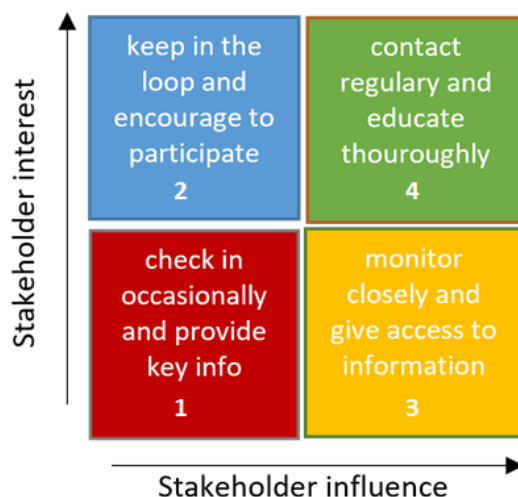 Stakeholder interest
keep in the
loop and
encourage to
participate
2
contact
regulary and
educate
thouroughly
4
check in
occasionally
and provide
key info
1
monitor
closely and
give access to
information
3
Stakeholder influence